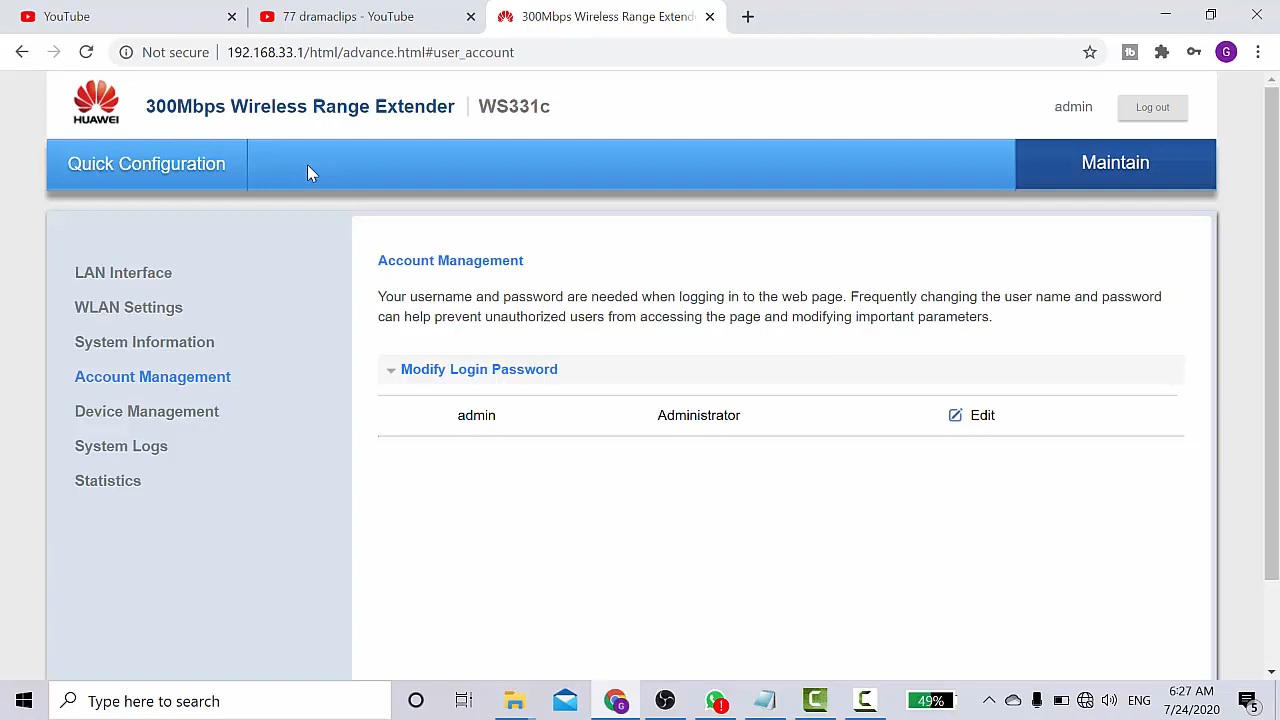 YouTube
77 dramaclips - YouTube
300Mbps Wireless Range Extend
Not secure
192.168.33.1/html/advance.html#user_account
G
HUAWEI
300Mbps Wireless Range Extender
WS331c
admin
Log out
Quick Configuration
Maintain
LAN Interface
WLAN Settings
System Information
Account Management
Device Management
System Logs
Statistics
Account Management
Your username and password are needed when logging in to the web page. Frequently changing the user name and password
can help prevent unauthorized users from accessing the page and modifying important parameters.
Modify Login Password
admin Administrator Edit
Type here to search
49%
ENG
6:27 AM
7/24/2020
5